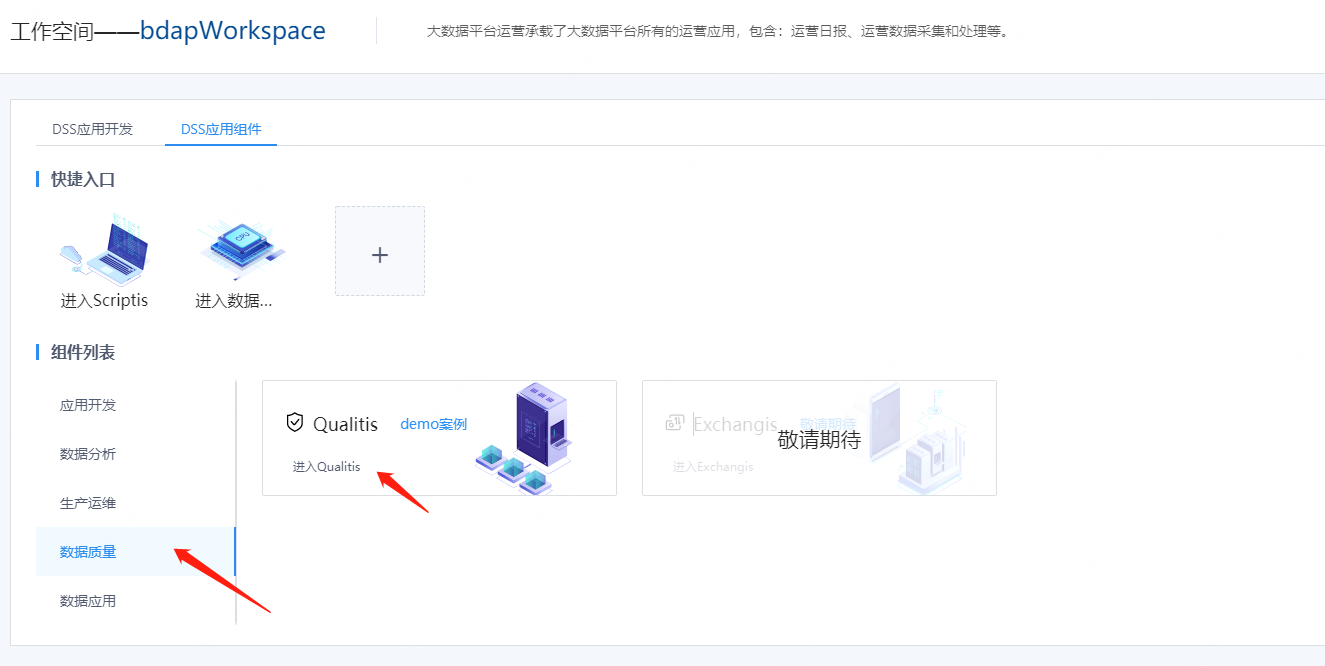 工作空间——bdapWorkspace
大数据平台运营承载了大数据平台所有的运营应用，包含：运营日报、运营数据采集和处理等。
DSS应用开发
DSS应用组件
快捷入口
进入Scriptis
进入数据...
组件列表
应用开发
数据分析
生产运维
数据质量
数据应用
Qualitis demo案例
进入Qualitis
Exchangis 敬请期待
敬请期待
进入Exchangis